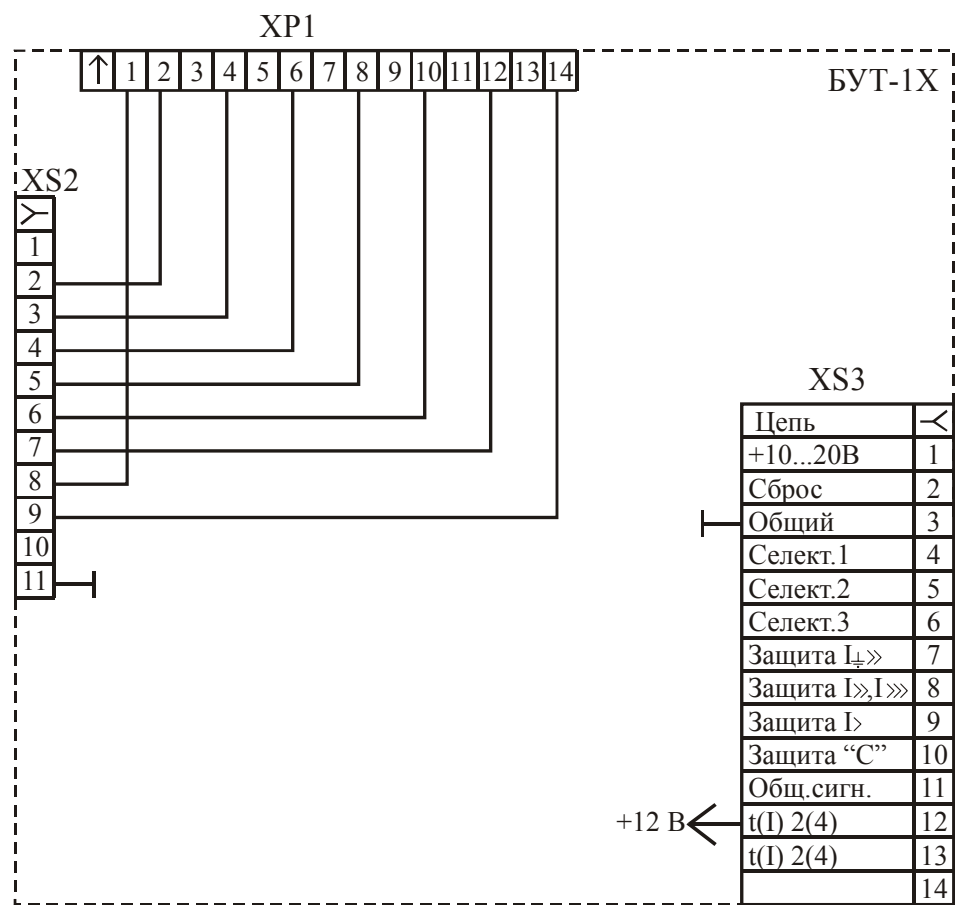 XP1
1 2 3 4 5 6 7 8 9 10 11 12 13 14
БУТ-1Х
XS2
1
2
3
4
5
6
7
8
9
10
11
XS3
Цепь
+10...20В 1
Сброс 2
Общий 3
Селект.1 4
Селект.2 5
Селект.3 6
Защита I⏚» 7
Защита I»,I⋙ 8
Защита I> 9
Защита “С” 10
Общ.сигн. 11
+12 В t(I) 2(4) 12
t(I) 2(4) 13
14